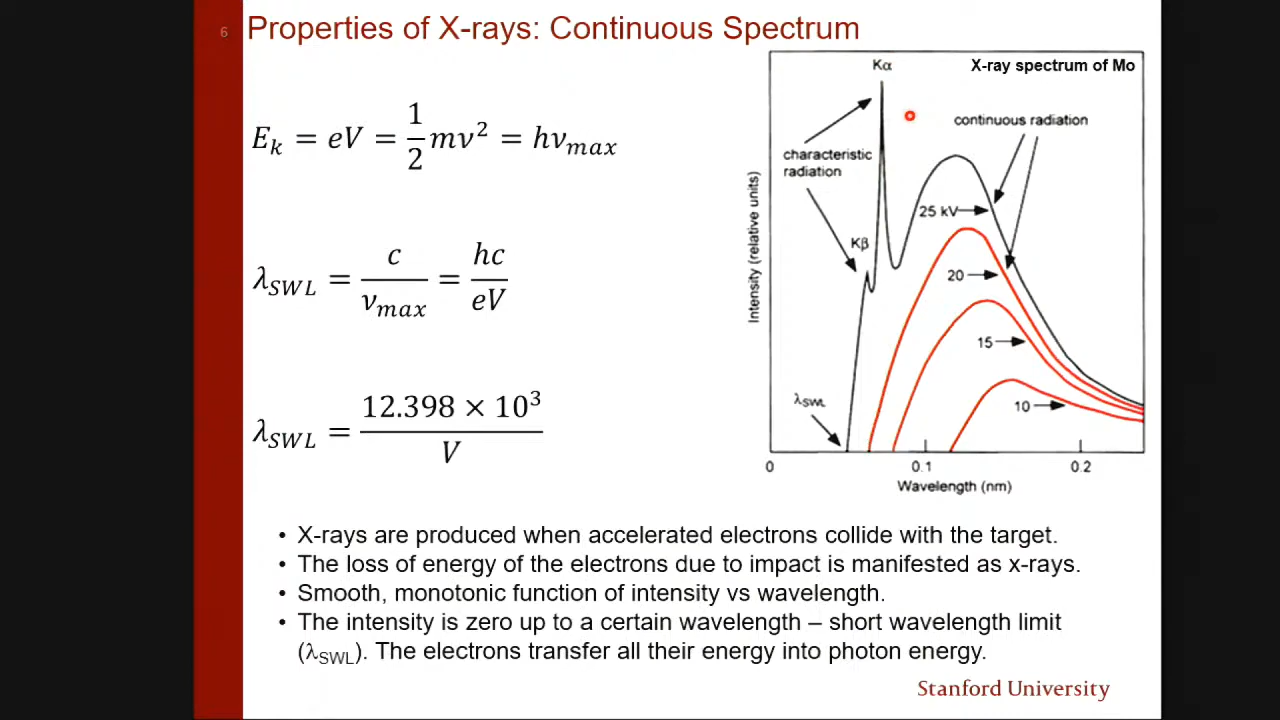 6
Properties of X-rays: Continuous Spectrum
E_k = eV = 1/2 mν² = hν_max
λ_SWL = c/ν_max = hc/eV
λ_SWL = 12.398 × 10³/V
X-ray spectrum of Mo
Kα
continuous radiation
characteristic
radiation
25 kV
Kβ
20
15
λSWL
10
Intensity (relative units)
0 0.1 0.2
Wavelength (nm)
• X-rays are produced when accelerated electrons collide with the target.
• The loss of energy of the electrons due to impact is manifested as x-rays.
• Smooth, monotonic function of intensity vs wavelength.
• The intensity is zero up to a certain wavelength – short wavelength limit
(λSWL). The electrons transfer all their energy into photon energy.
Stanford University